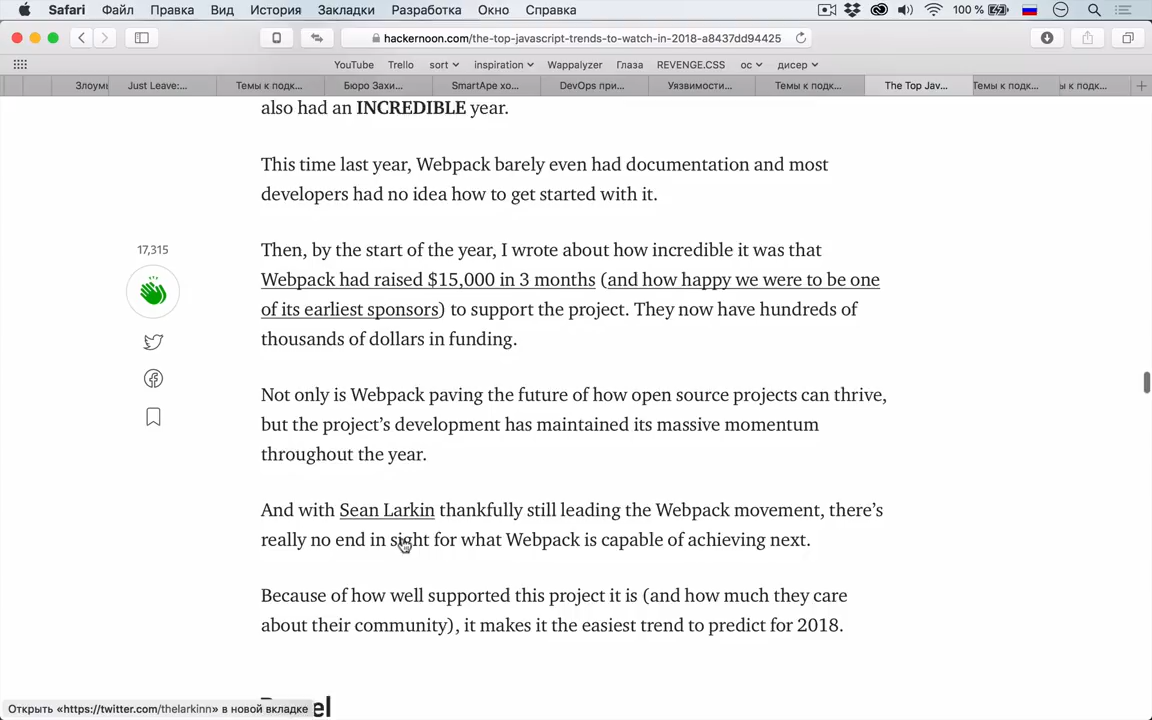 Safari Файл Правка Вид История Закладки Разработка Окно Справка 100 %
hackernoon.com/the-top-javascript-trends-to-watch-in-2018-a8437dd94425
YouTube Trello sort inspiration Wappalyzer Глаза REVENGE.CSS ос дисер
Злоумы Just Leave:... Темы к подк... Бюро Захи... SmartApe хо... DevOps при... Уязвимости... Темы к подк... The Top Jav... Темы к подк... ы к подк...
also had an INCREDIBLE year.
This time last year, Webpack barely even had documentation and most
developers had no idea how to get started with it.
17,315
Then, by the start of the year, I wrote about how incredible it was that
Webpack had raised $15,000 in 3 months (and how happy we were to be one
of its earliest sponsors) to support the project. They now have hundreds of
thousands of dollars in funding.
Not only is Webpack paving the future of how open source projects can thrive,
but the project’s development has maintained its massive momentum
throughout the year.
And with Sean Larkin thankfully still leading the Webpack movement, there’s
really no end in sight for what Webpack is capable of achieving next.
Because of how well supported this project it is (and how much they care
about their community), it makes it the easiest trend to predict for 2018.
Открыть «https://twitter.com/thelarkinn» в новой вкладке